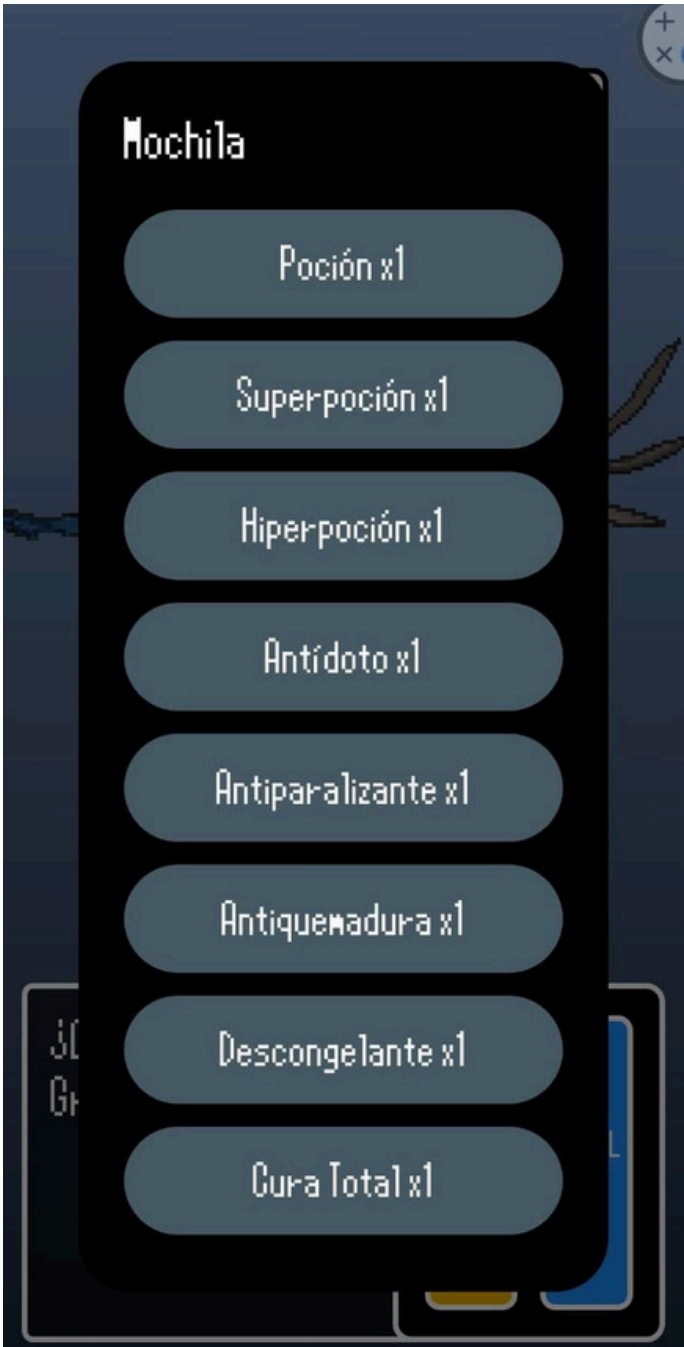 Mochila
Poción x1
Superpoción x1
Hiperpoción x1
Antídoto x1
Antiparalizante x1
Antiquemadura x1
Descongelante x1
Cura Total x1